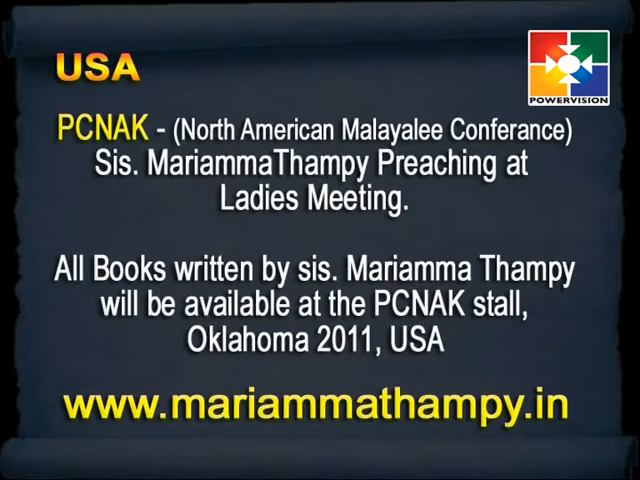 USA
POWERVISION
PCNAK - (North American Malayalee Conferance)
Sis. MariammaThampy Preaching at
Ladies Meeting.
All Books written by sis. Mariamma Thampy
will be available at the PCNAK stall,
Oklahoma 2011, USA
www.mariammathampy.in